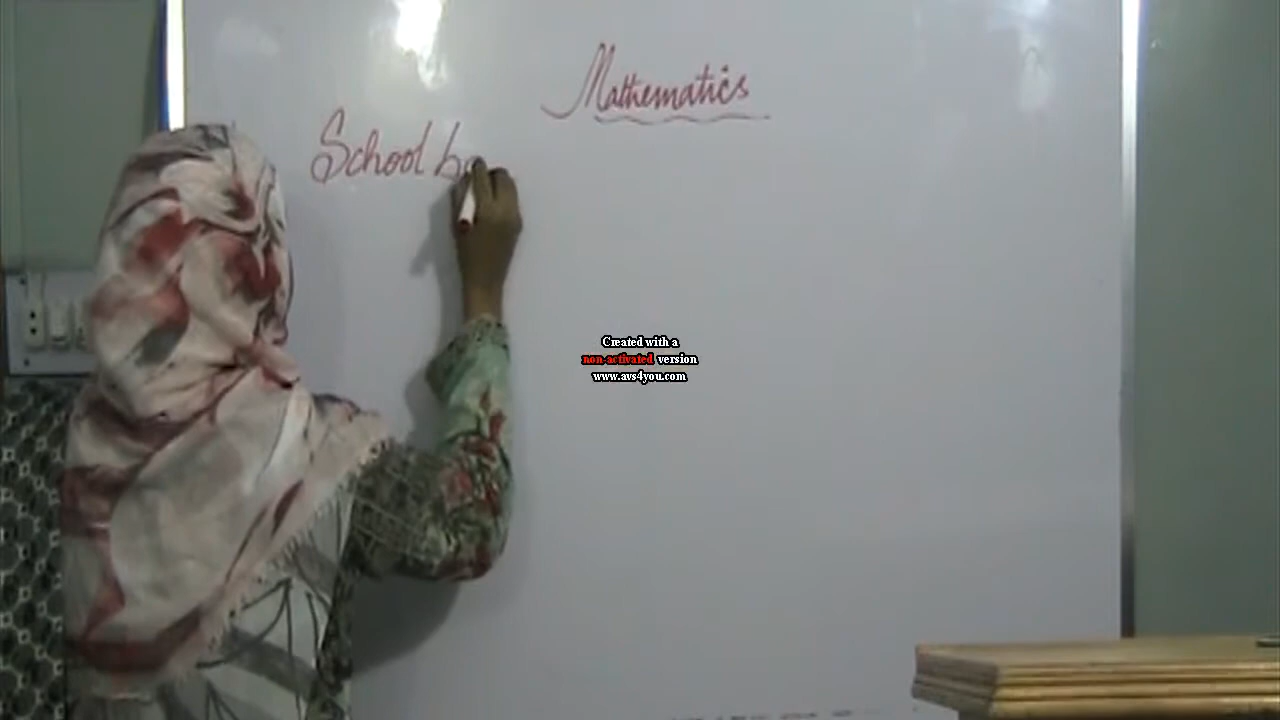 Mathematics
School
Created with a
non-activated version
www.avs4you.com